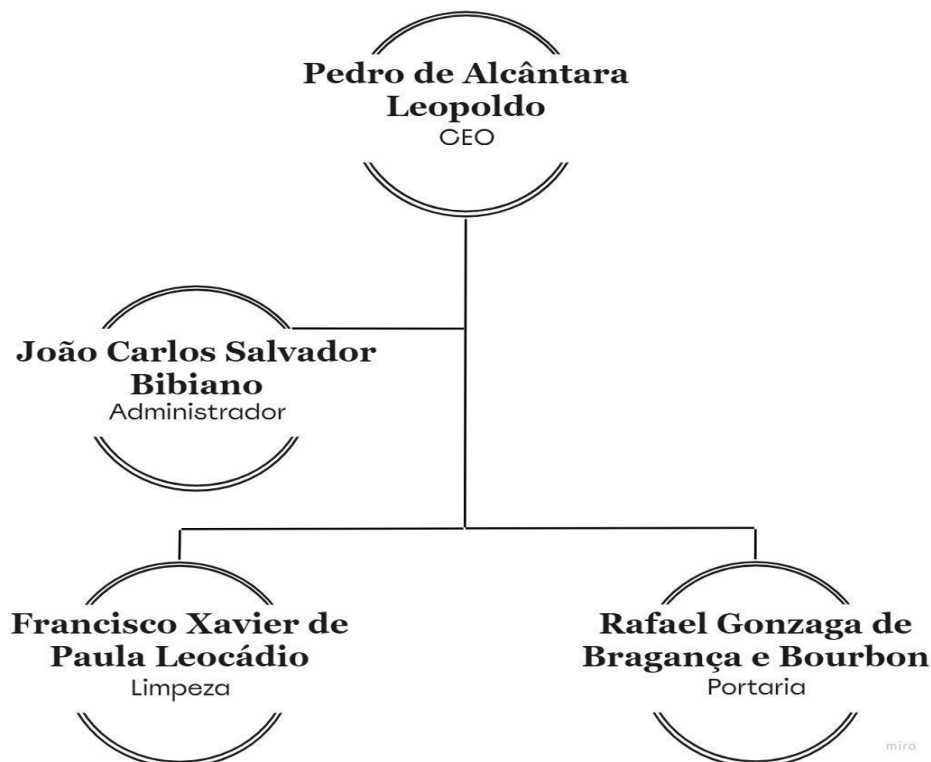 Pedro de Alcântara
Leopoldo
CEO
João Carlos Salvador
Bibiano
Administrador
Francisco Xavier de
Paula Leocádio
Limpeza
Rafael Gonzaga de
Bragança e Bourbon
Portaria
miro